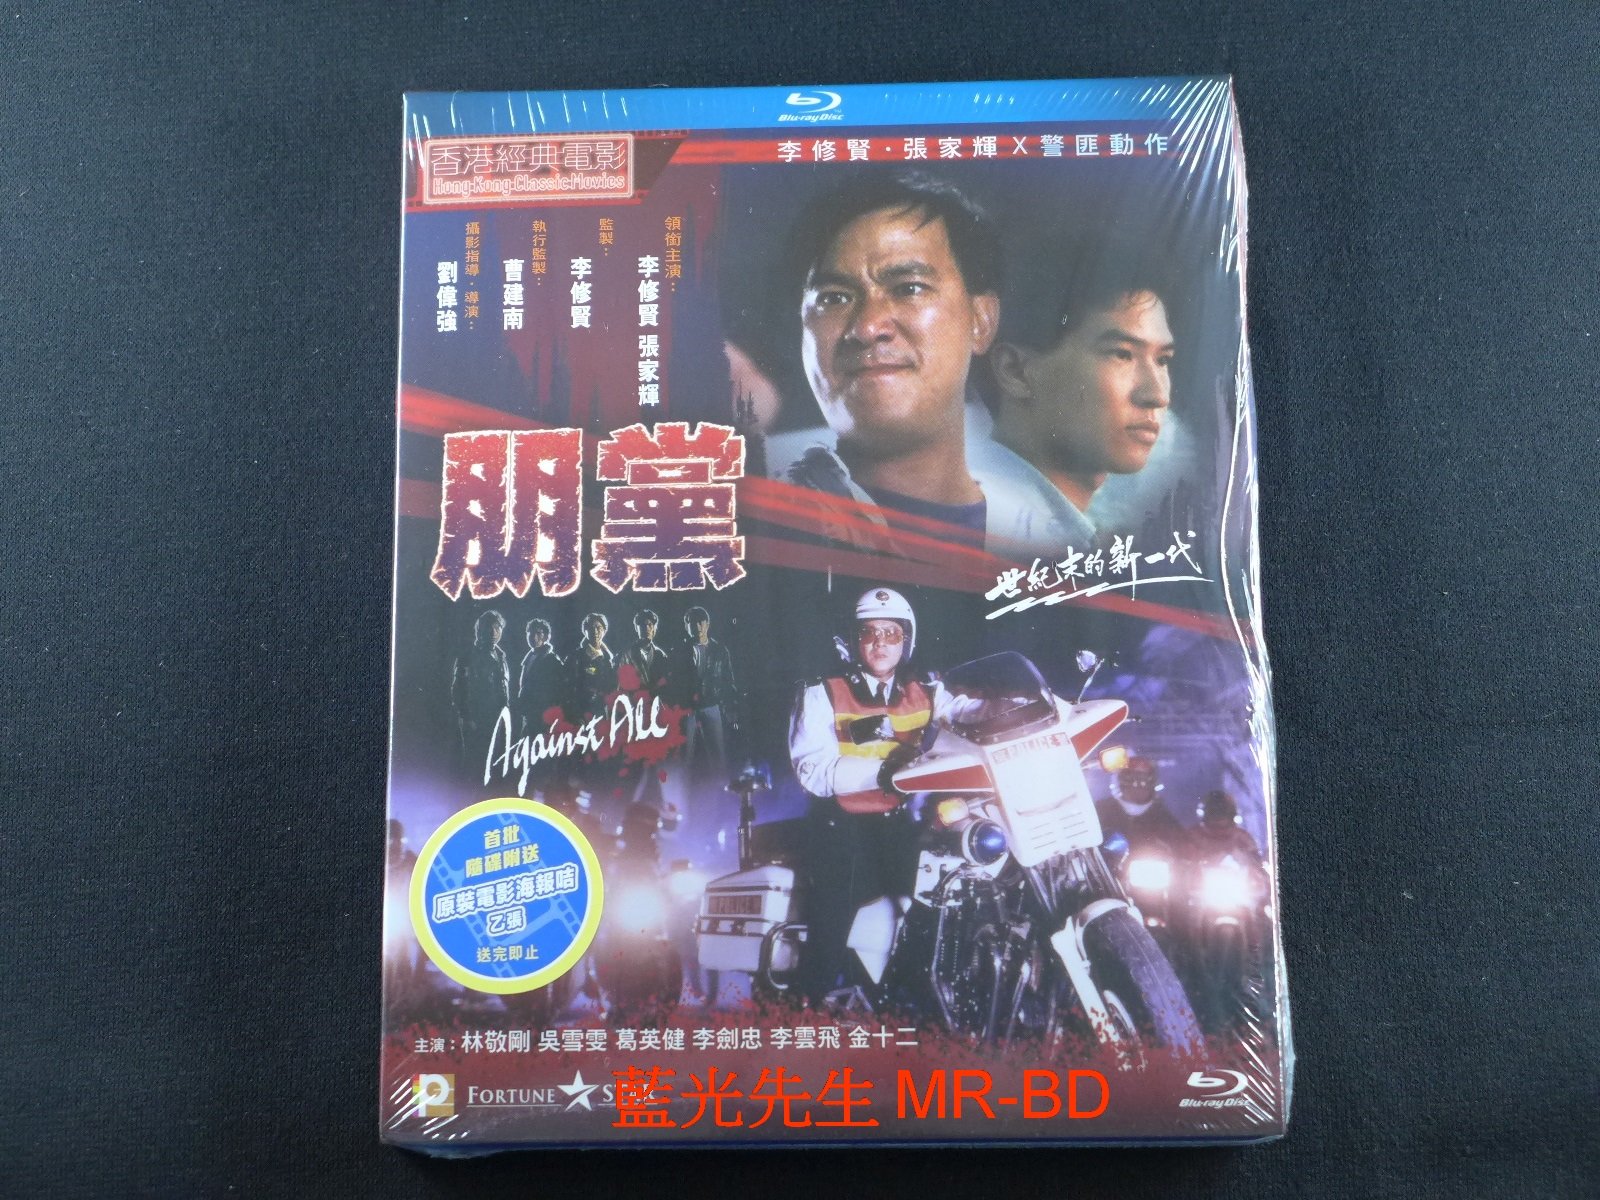 Blu-ray Disc
香港經典電影
Hong Kong Classic Movies
李修賢・張家輝 X 警匪動作
領銜主演：
李修賢 張家輝
監製：
李修賢
執行監製：
曹建南
攝影指導・導演：
劉偉強
朋黨
世紀末的新一代
Against All
POLICE
POLICE
首批
隨碟附送
原裝電影海報咭
乙張
送完即止
主演：林敬剛 吳雪雯 葛英健 李劍忠 李雲飛 金十二
FORTUNE STAR
藍光先生 MR-BD
Blu-ray Disc